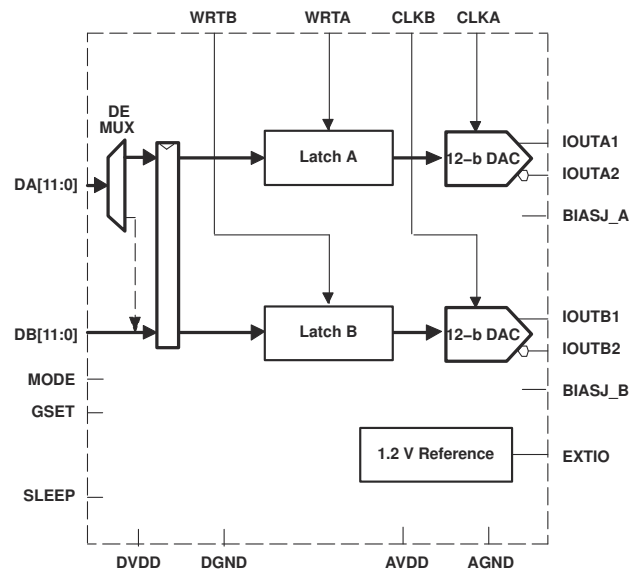 WRTB WRTA CLKB CLKA
DE
MUX
IOUTA1
Latch A
12–b DAC
IOUTA2
DA[11:0]
BIASJ_A
IOUTB1
DB[11:0]
Latch B
12–b DAC
IOUTB2
MODE
BIASJ_B
GSET
1.2 V Reference
EXTIO
SLEEP
DVDD DGND AVDD AGND